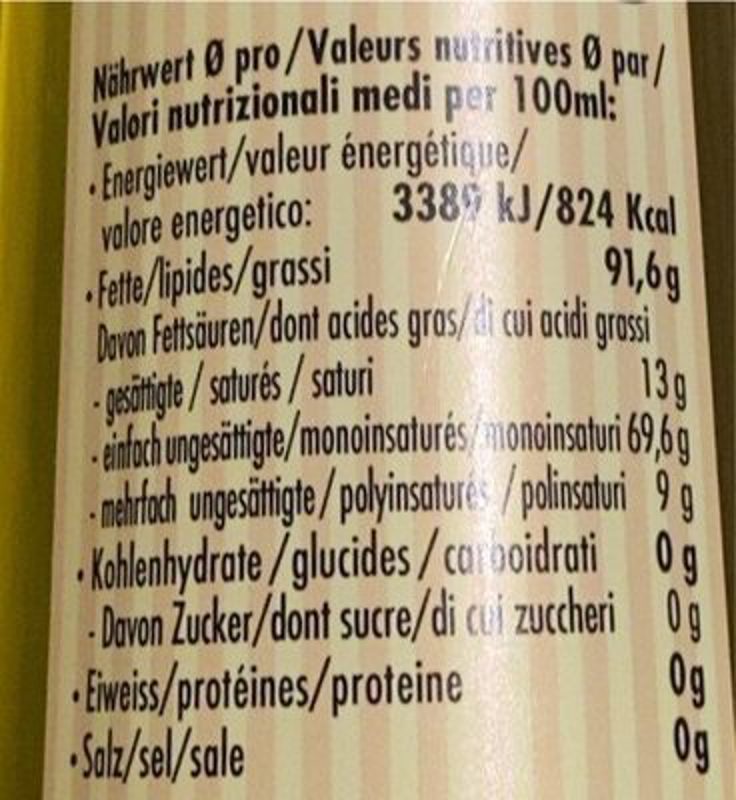 Nährwert Ø pro/Valeurs nutritives Ø par/
Valori nutrizionali medi per 100ml:
• Energiewert/valeur énergétique/
valore energetico: 3389 kJ/824 Kcal
• Fette/lipides/grassi 91,6g
Davon Fettsäuren/dont acides gras/di cui acidi grassi
- gesättigte / saturés / saturi 13g
- einfach ungesättigte/monoinsaturés/monoinsaturi 69,6g
- mehrfach ungesättigte / polyinsaturés / polinsaturi 9 g
• Kohlenhydrate / glucides / carboidrati 0 g
- Davon Zucker/dont sucre/di cui zuccheri 0g
• Eiweiss/protéines/proteine 0g
• Salz/sel/sale 0g